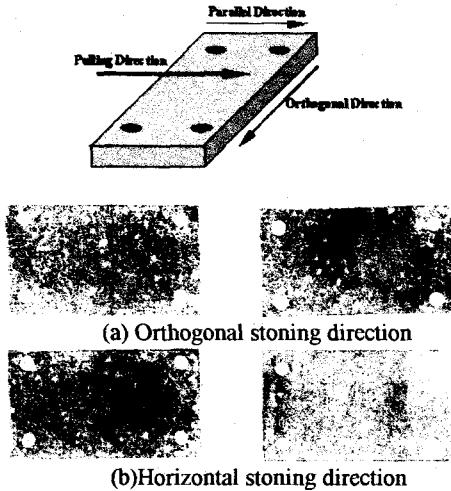 Parallel Direction
Pulling Direction
Orthogonal
Direction
(a) Orthogonal stoning direction
(b)Horizontal stoning direction